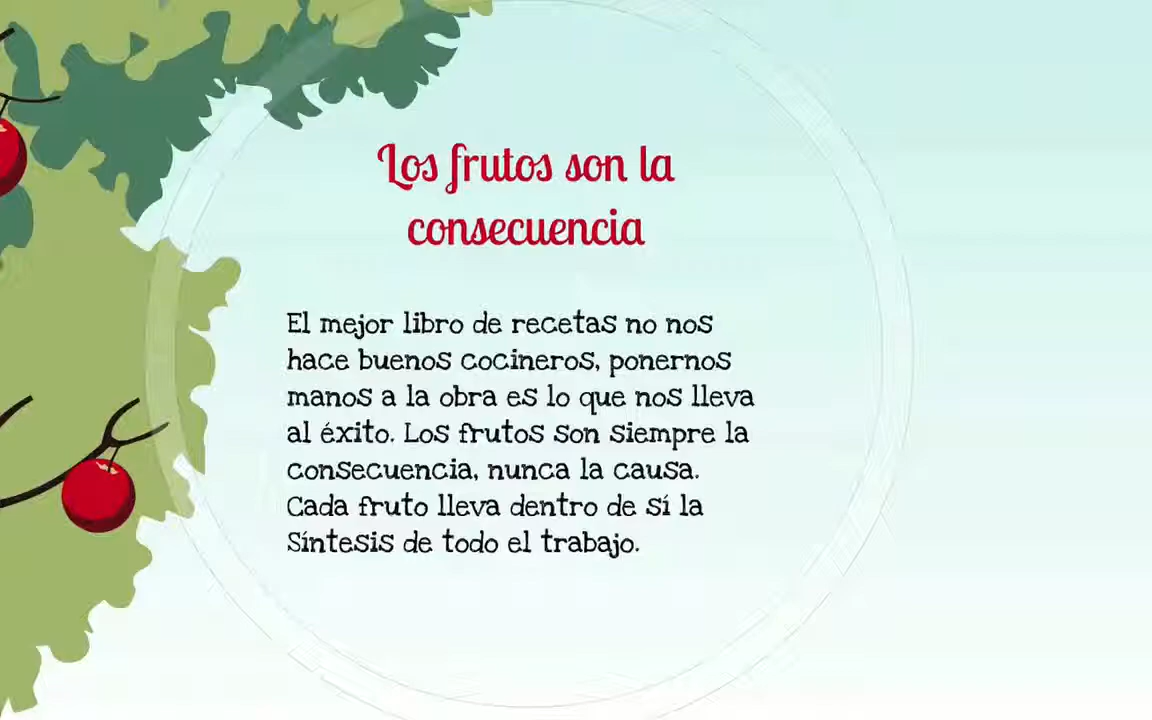 Los frutos son la
consecuencia
El mejor libro de recetas no nos
hace buenos cocineros, ponernos
manos a la obra es lo que nos lleva
al éxito. Los frutos son siempre la
consecuencia, nunca la causa.
Cada fruto lleva dentro de sí la
Síntesis de todo el trabajo.